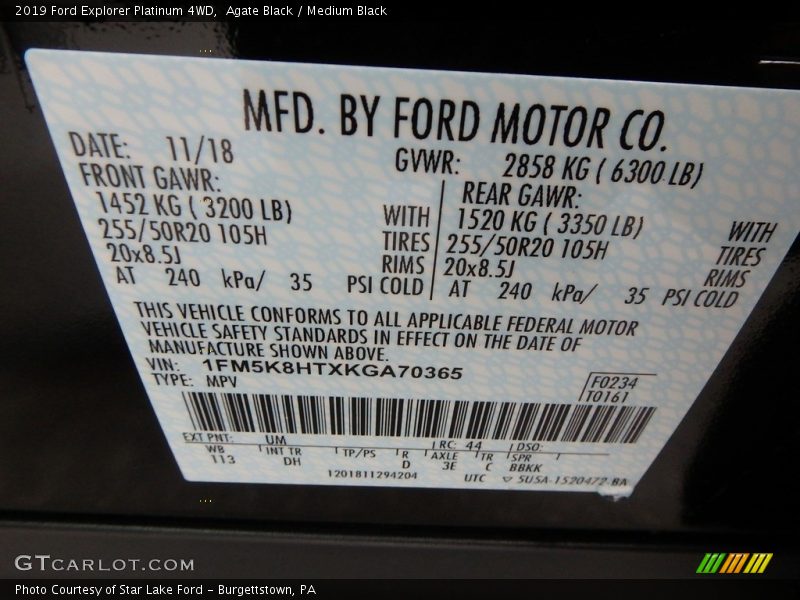 2019 Ford Explorer Platinum 4WD,  Agate Black / Medium Black
MFD. BY FORD MOTOR CO.
DATE: 11/18
GVWR: 2858 KG ( 6300 LB)
FRONT GAWR:
1452 KG ( 3200 LB) WITH
255/50R20 105H TIRES
20x8.5J RIMS
AT 240 kPa/ 35 PSI COLD
REAR GAWR:
1520 KG ( 3350 LB) WITH
255/50R20 105H TIRES
20x8.5J RIMS
AT 240 kPa/ 35 PSI COLD
THIS VEHICLE CONFORMS TO ALL APPLICABLE FEDERAL MOTOR
VEHICLE SAFETY STANDARDS IN EFFECT ON THE DATE OF
MANUFACTURE SHOWN ABOVE.
VIN: 1FM5K8HTXKGA70365
TYPE: MPV
F0234
T0161
EXT PNT: UM RC: 44 DSO:
WB INT TR TP/PS R AXLE TR SPR
113 DH D 3E C BBKK
1201811294204 UTC ▽ 5U5A-1520472-BA
GTCARLOT.COM
Photo Courtesy of Star Lake Ford - Burgettstown, PA